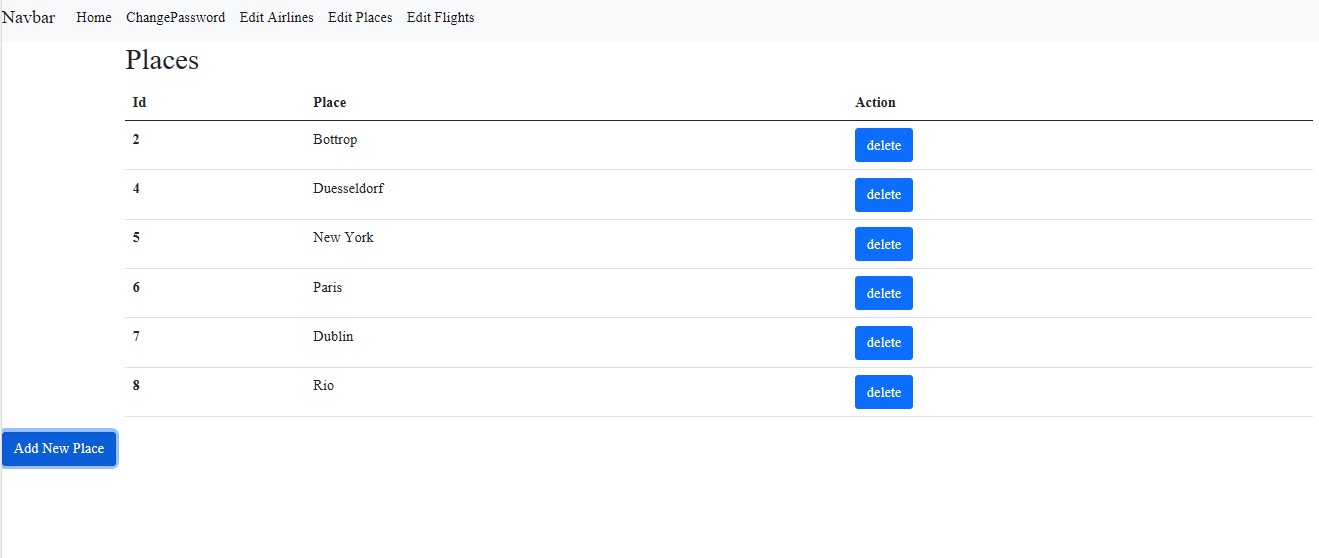 Navbar Home ChangePassword Edit Airlines Edit Places Edit Flights
Places
Id Place Action
2 Bottrop delete
4 Duesseldorf delete
5 New York delete
6 Paris delete
7 Dublin delete
8 Rio delete
Add New Place